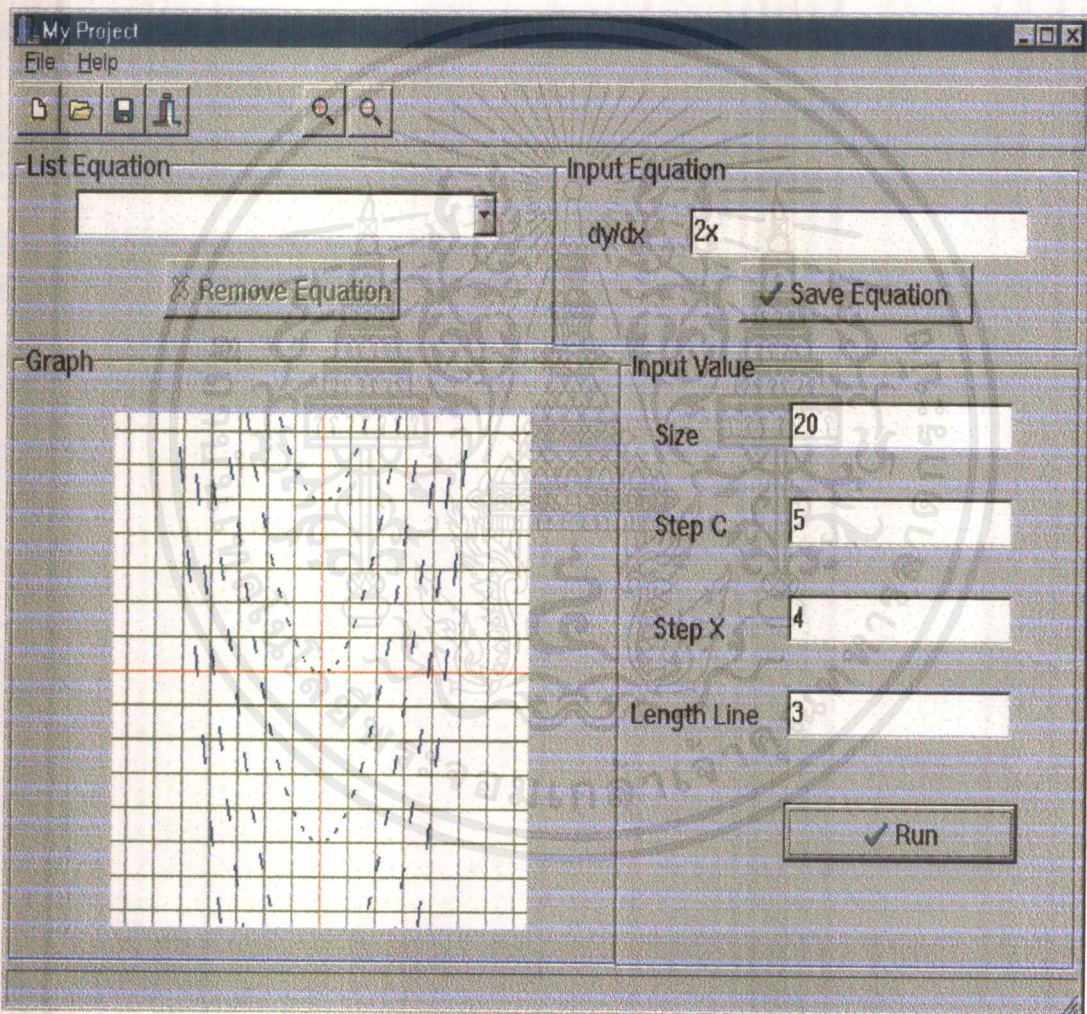 My Project
File Help
List Equation
Input Equation
dy/dx 2x
Remove Equation
Save Equation
Graph
Input Value
Size 20
Step C 5
Step X 4
Length Line 3
Run